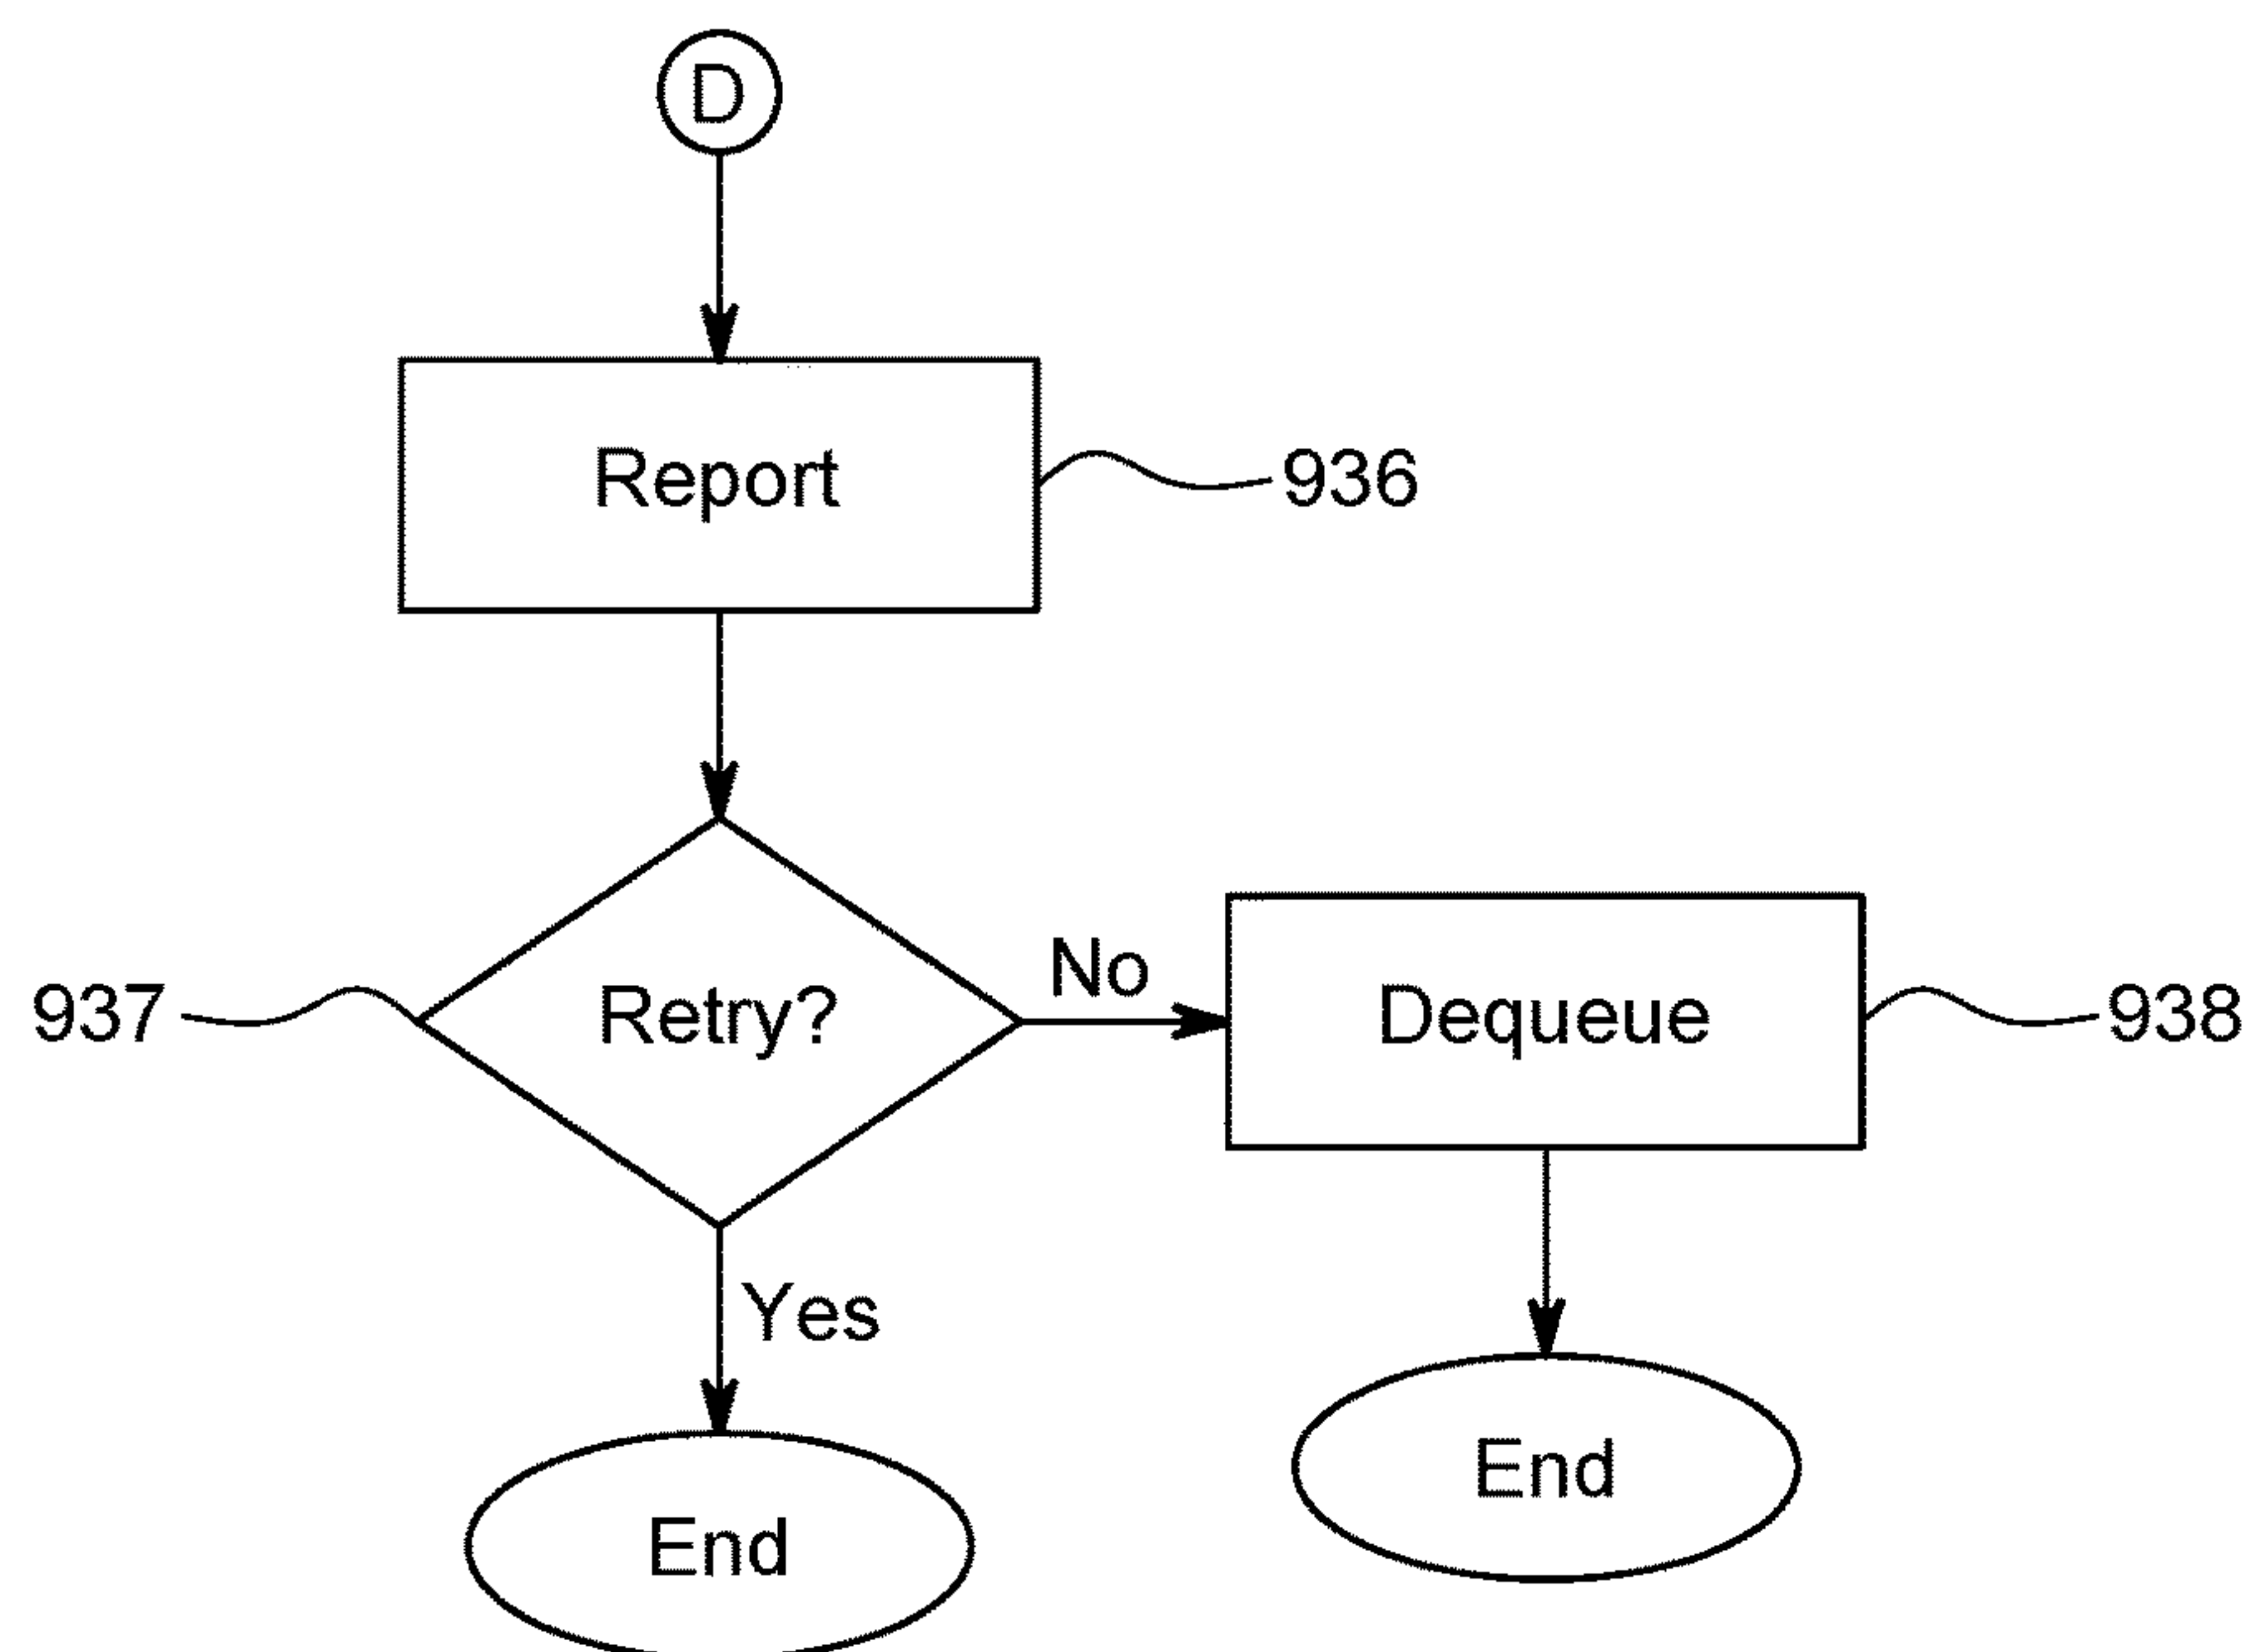 D
Report
936
937
Retry?
No
Dequeue
938
Yes
End
End